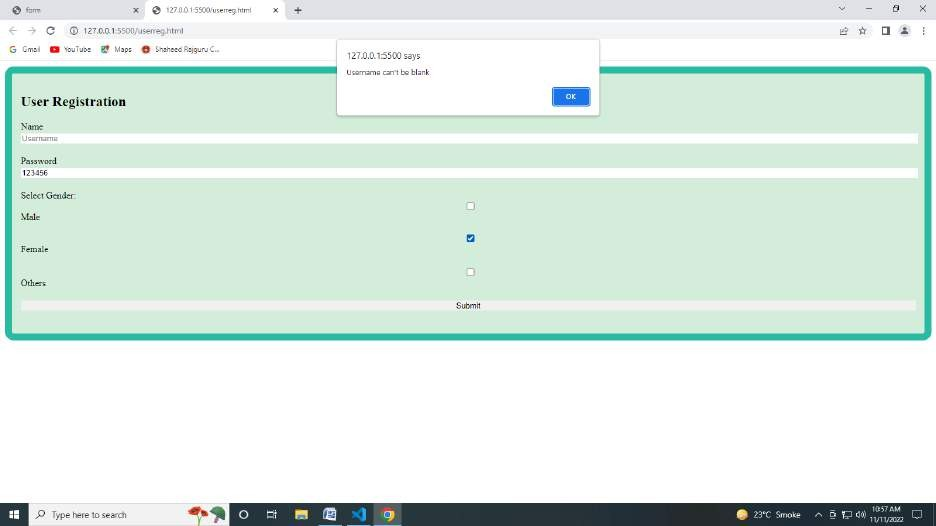 form
127.0.0.1:5500/userreg.html
127.0.0.1:5500/userreg.html
Gmail YouTube Maps Shaheed Rajguru C...
127.0.0.1:5500 says
Username can't be blank
OK
User Registration
Name
Username
Password
123456
Select Gender:
Male
Female
Others
Submit
Type here to search
23°C Smoke
10:57 AM
11/11/2022